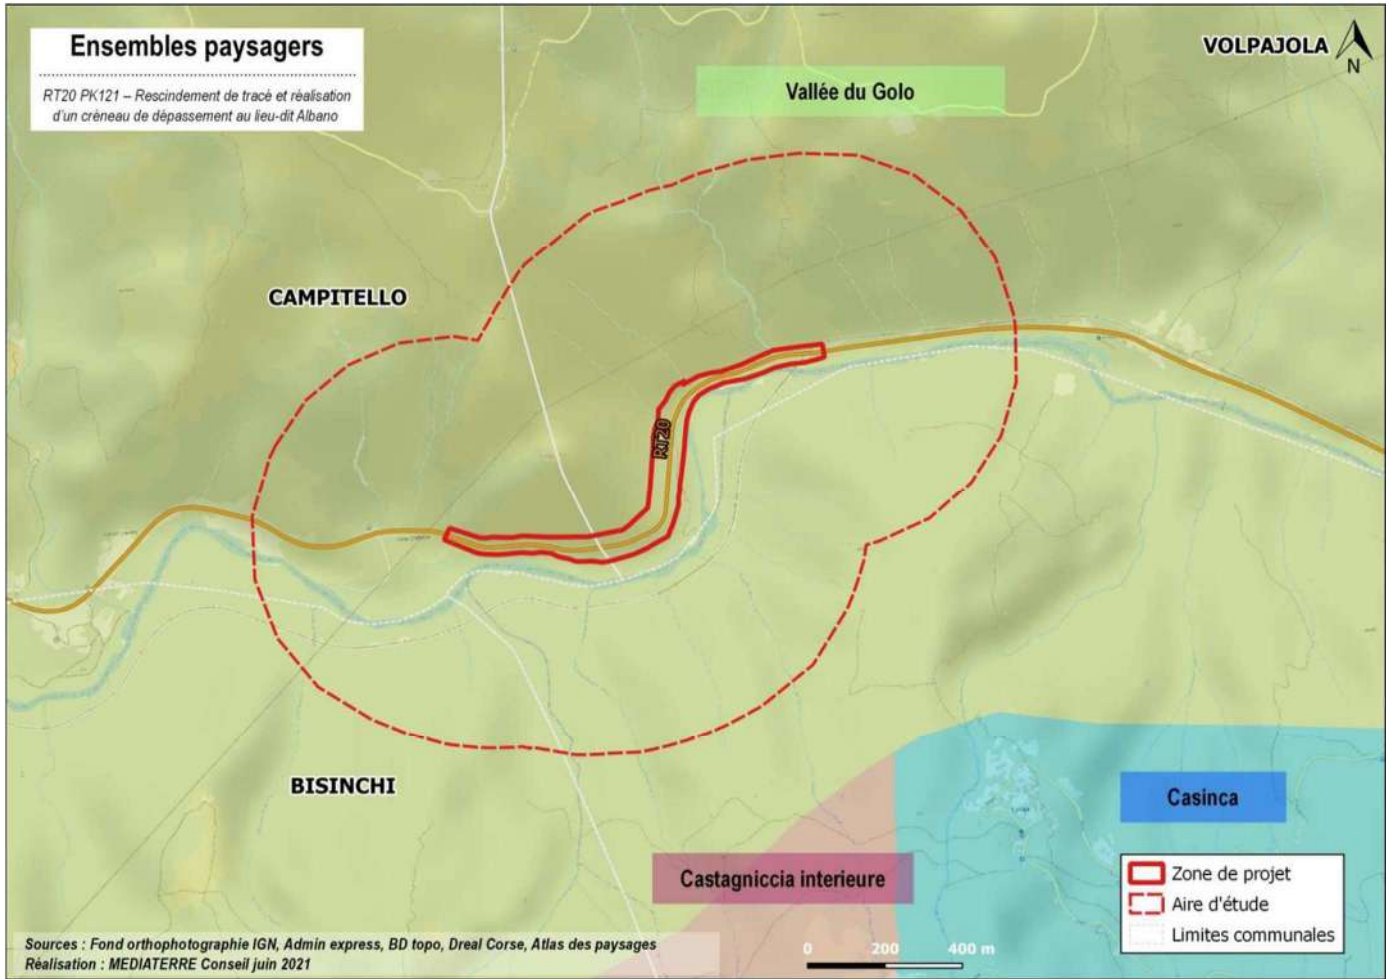 Ensembles paysagers
RT20 PK121 – Rescindement de tracé et réalisation
d'un créneau de dépassement au lieu-dit Albano
VOLPAJOLA
N
Vallée du Golo
CAMPITELLO
RT20
BISINCHI
Casinca
Castagniccia interieure
Zone de projet
Aire d'étude
Limites communales
0 200 400 m
Sources : Fond orthophotographie IGN, Admin express, BD topo, Dreal Corse, Atlas des paysages
Réalisation : MEDIATERRE Conseil juin 2021